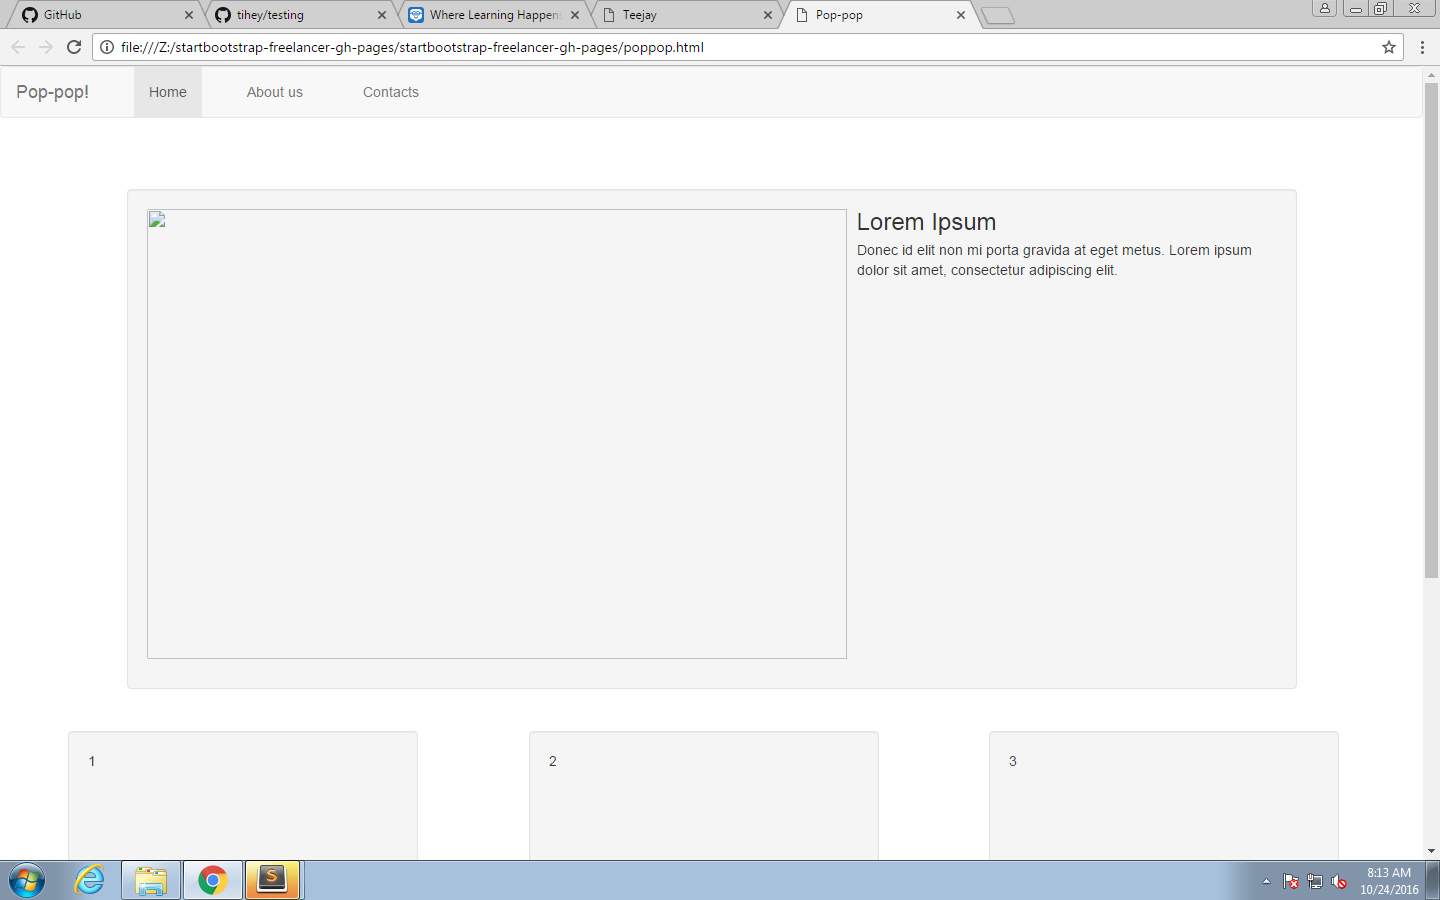 GitHub
tihey/testing
Where Learning Happens
Teejay
Pop-pop
file:///Z:/startbootstrap-freelancer-gh-pages/startbootstrap-freelancer-gh-pages/poppop.html
Pop-pop!
Home
About us
Contacts
Lorem Ipsum
Donec id elit non mi porta gravida at eget metus. Lorem ipsum
dolor sit amet, consectetur adipiscing elit.
1
2
3
S
8:13 AM
10/24/2016